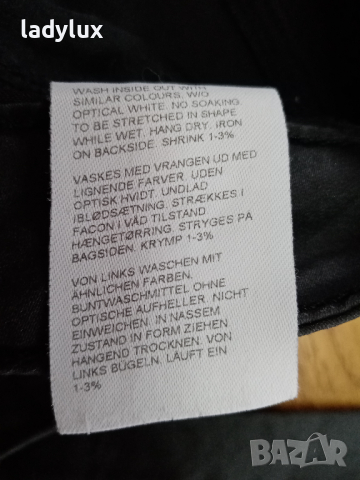 ladylux
WASH INSIDE OUT WITH
SIMILAR COLOURS, W/O
OPTICAL WHITE. NO SOAKING.
TO BE STRETCHED IN SHAPE
WHILE WET. HANG DRY. IRON
ON BACKSIDE. SHRINK 1-3%
VASKES MED VRANGEN UD MED
LIGNENDE FARVER. UDEN
OPTISK HVIDT. UNDLAD
IBLØDSÆTNING. STRÆKKES I
FACON I VÅD TILSTAND
HÆNGETØRRING. STRYGES PÅ
BAGSIDEN. KRYMP 1-3%
VON LINKS WASCHEN MIT
ÄHNLICHEN FARBEN.
BUNTWASCHMITTEL OHNE
OPTISCHE AUFHELLER. NICHT
EINWEICHEN. IN NASSEM
ZUSTAND IN FORM ZIEHEN
HÄNGEND TROCKNEN. VON
LINKS BÜGELN. LÄUFT EIN
1-3%
BAZAR